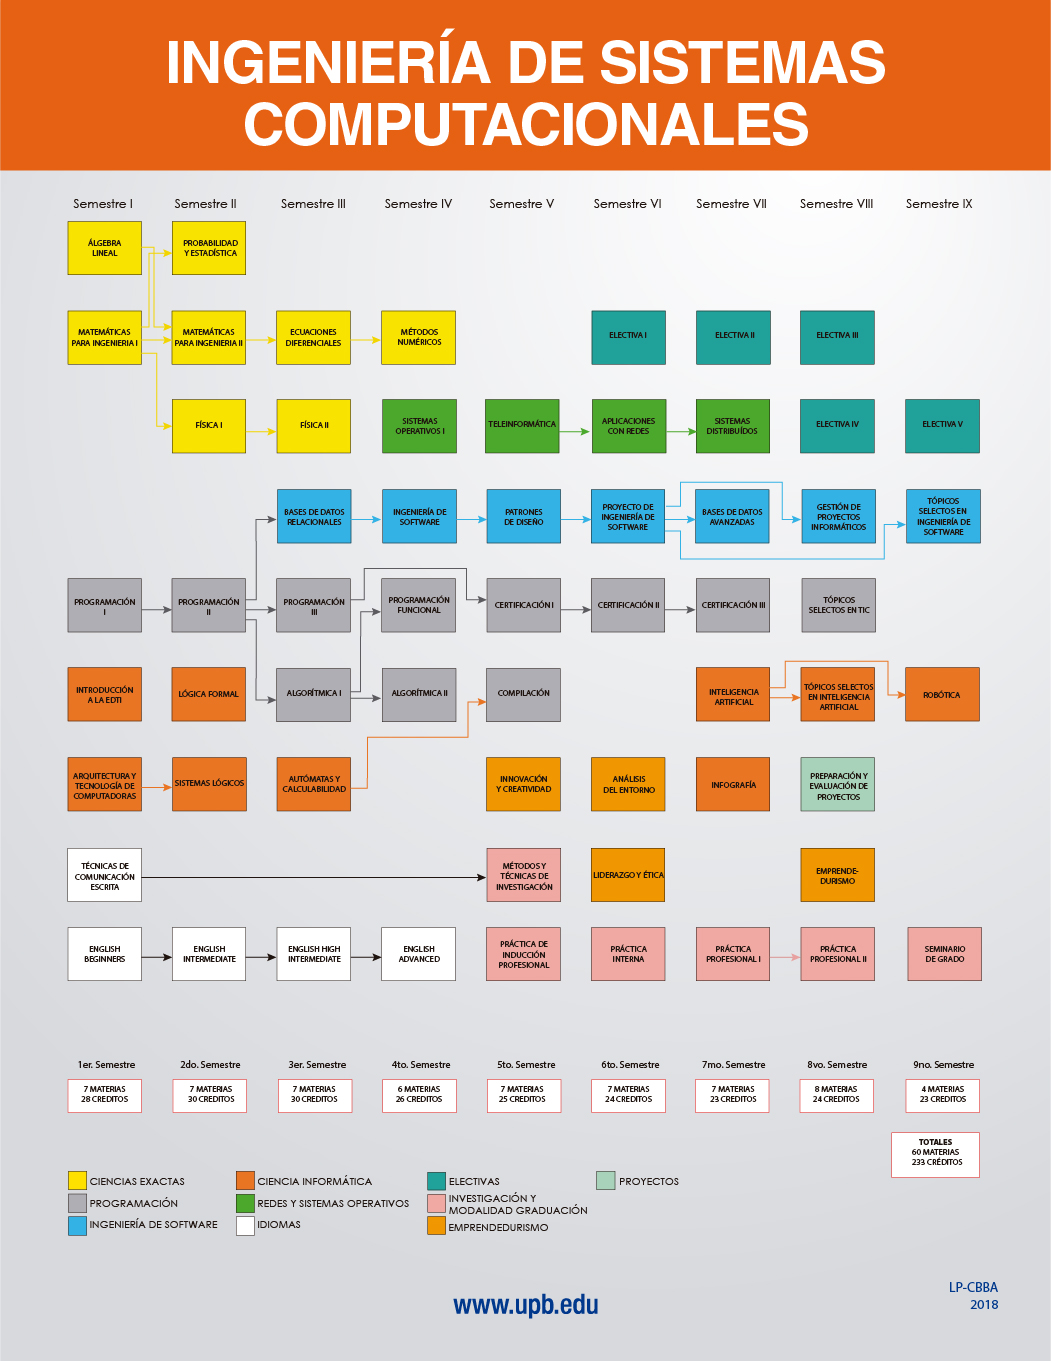 INGENIERÍA DE SISTEMAS
COMPUTACIONALES
Semestre I
Semestre II
Semestre III
Semestre IV
Semestre V
Semestre VI
Semestre VII
Semestre VIII
Semestre IX
ÁLGEBRA
LINEAL
PROBABILIDAD
Y ESTADÍSTICA
MATEMÁTICAS
PARA INGENIERIA I
MATEMÁTICAS
PARA INGENIERIA II
ECUACIONES
DIFERENCIALES
MÉTODOS
NUMÉRICOS
ELECTIVA I
ELECTIVA II
ELECTIVA III
FÍSICA I
FÍSICA II
SISTEMAS
OPERATIVOS I
TELEINFORMÁTICA
APLICACIONES
CON REDES
SISTEMAS
DISTRIBUÍDOS
ELECTIVA IV
ELECTIVA V
BASES DE DATOS
RELACIONALES
INGENIERÍA DE
SOFTWARE
PATRONES
DE DISEÑO
PROYECTO DE
INGENIERÍA DE
SOFTWARE
BASES DE DATOS
AVANZADAS
GESTIÓN DE
PROYECTOS
INFORMÁTICOS
TÓPICOS
SELECTOS EN
INGENIERÍA DE
SOFTWARE
PROGRAMACIÓN
I
PROGRAMACIÓN
II
PROGRAMACIÓN
III
PROGRAMACIÓN
FUNCIONAL
CERTIFICACIÓN I
CERTIFICACIÓN II
CERTIFICACIÓN III
TÓPICOS
SELECTOS EN TIC
INTRODUCCIÓN
A LA EDTI
LÓGICA FORMAL
ALGORÍTMICA I
ALGORÍTMICA II
COMPILACIÓN
INTELIGENCIA
ARTIFICIAL
TÓPICOS SELECTOS
EN INTELIGENCIA
ARTIFICIAL
ROBÓTICA
ARQUITECTURA Y
TECNOLOGÍA DE
COMPUTADORAS
SISTEMAS LÓGICOS
AUTÓMATAS Y
CALCULABILIDAD
INNOVACIÓN
Y CREATIVIDAD
ANÁLISIS
DEL ENTORNO
INFOGRAFÍA
PREPARACIÓN Y
EVALUACIÓN DE
PROYECTOS
TÉCNICAS DE
COMUNICACIÓN
ESCRITA
MÉTODOS Y
TÉCNICAS DE
INVESTIGACIÓN
LIDERAZGO Y ÉTICA
EMPRENDE-
DURISMO
ENGLISH
BEGINNERS
ENGLISH
INTERMEDIATE
ENGLISH HIGH
INTERMEDIATE
ENGLISH
ADVANCED
PRÁCTICA DE
INDUCCIÓN
PROFESIONAL
PRÁCTICA
INTERNA
PRÁCTICA
PROFESIONAL I
PRÁCTICA
PROFESIONAL II
SEMINARIO
DE GRADO
1er. Semestre
2do. Semestre
3er. Semestre
4to. Semestre
5to. Semestre
6to. Semestre
7mo. Semestre
8vo. Semestre
9no. Semestre
7 MATERIAS
28 CREDITOS
7 MATERIAS
30 CREDITOS
7 MATERIAS
30 CREDITOS
6 MATERIAS
26 CREDITOS
7 MATERIAS
25 CREDITOS
7 MATERIAS
24 CREDITOS
7 MATERIAS
23 CREDITOS
8 MATERIAS
24 CREDITOS
4 MATERIAS
23 CREDITOS
TOTALES
60 MATERIAS
233 CRÉDITOS
CIENCIAS EXACTAS
CIENCIA INFORMÁTICA
ELECTIVAS
PROYECTOS
PROGRAMACIÓN
REDES Y SISTEMAS OPERATIVOS
INVESTIGACIÓN Y
MODALIDAD GRADUACIÓN
INGENIERÍA DE SOFTWARE
IDIOMAS
EMPRENDEDURISMO
LP-CBBA
2018
www.upb.edu